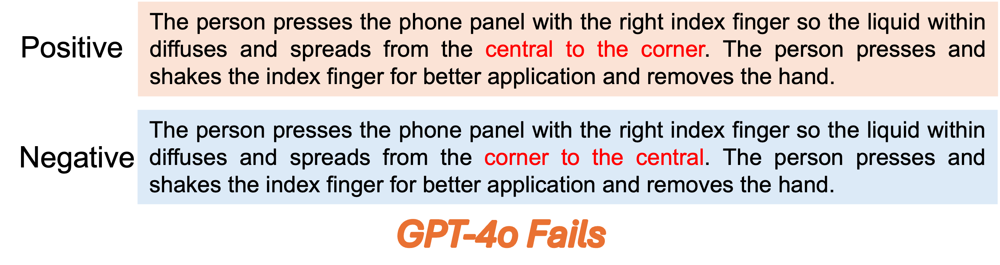 Positive
The person presses the phone panel with the right index finger so the liquid within
diffuses and spreads from the central to the corner. The person presses and
shakes the index finger for better application and removes the hand.
Negative
The person presses the phone panel with the right index finger so the liquid within
diffuses and spreads from the corner to the central. The person presses and
shakes the index finger for better application and removes the hand.
GPT-4o Fails